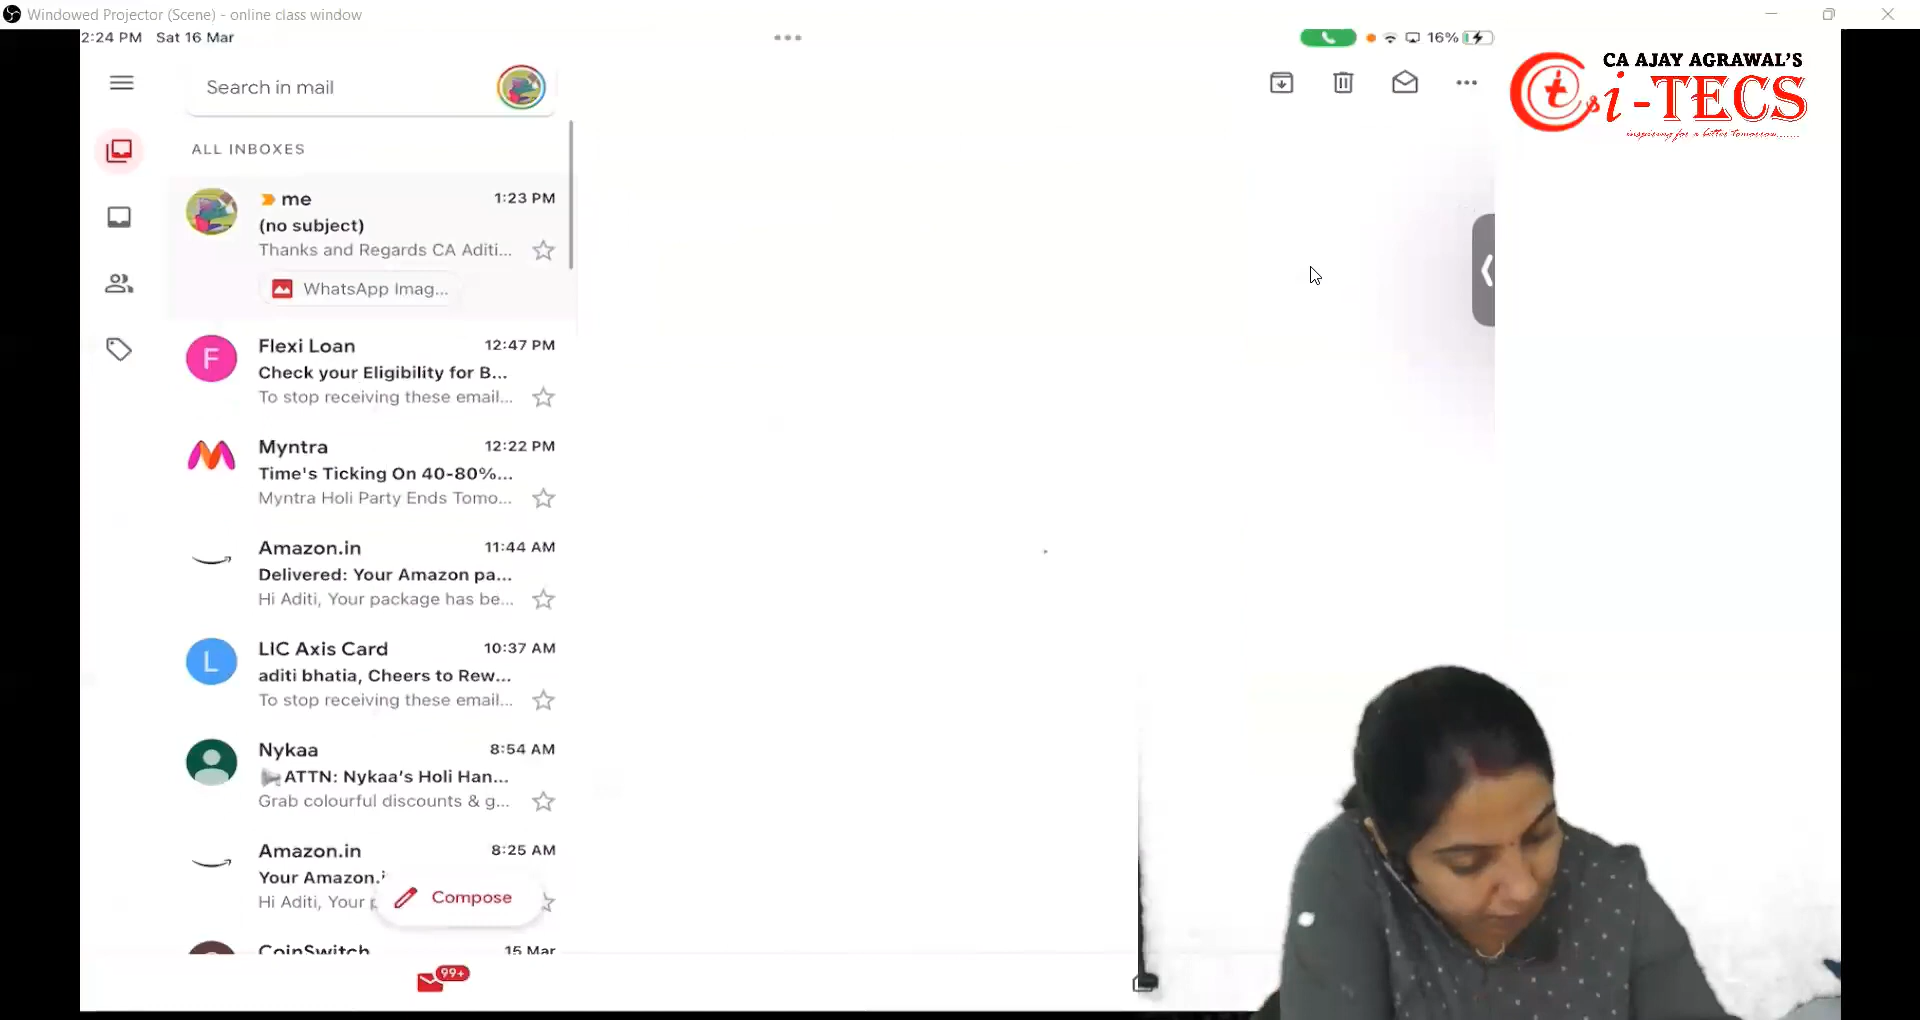 Windowed Projector (Scene) - online class window
2:24 PM Sat 16 Mar
16%
CA AJAY AGRAWAL'S
i-TECS
inspiring for a better tomorrow.......
Search in mail
ALL INBOXES
me 1:23 PM
(no subject)
Thanks and Regards CA Aditi...
WhatsApp Imag...
F
Flexi Loan 12:47 PM
Check your Eligibility for B...
To stop receiving these email...
Myntra 12:22 PM
Time's Ticking On 40-80%...
Myntra Holi Party Ends Tomo...
Amazon.in 11:44 AM
Delivered: Your Amazon pa...
Hi Aditi, Your package has be...
L
LIC Axis Card 10:37 AM
aditi bhatia, Cheers to Rew...
To stop receiving these email...
Nykaa 8:54 AM
ATTN: Nykaa's Holi Han...
Grab colourful discounts & g...
Amazon.in 8:25 AM
Your Amazon.i
Hi Aditi, Your p
Compose
CoinSwitch 15 Mar
99+